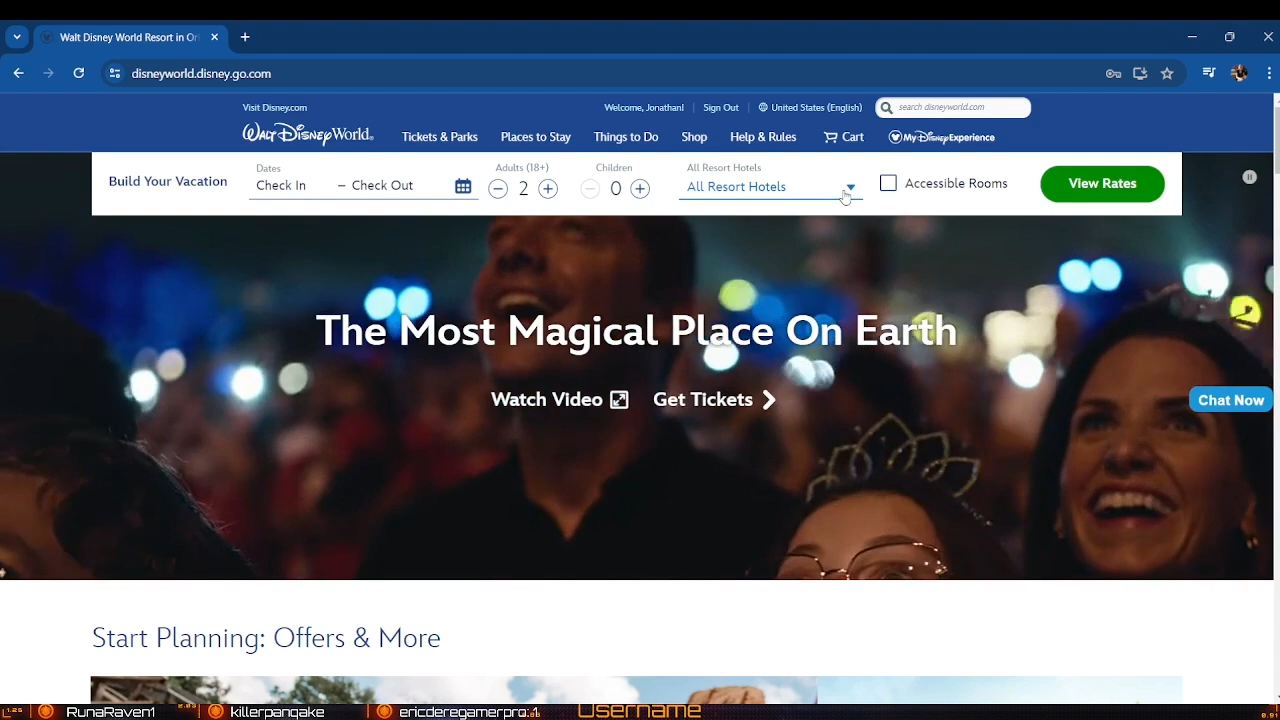 Walt Disney World Resort in Or
disneyworld.disney.go.com
Visit Disney.com
Welcome, Jonathan!
Sign Out
United States (English)
search disneyworld.com
Walt Disney World
Tickets & Parks
Places to Stay
Things to Do
Shop
Help & Rules
Cart
My Disney Experience
Build Your Vacation
Dates
Check In – Check Out
Adults (18+)
2
Children
0
All Resort Hotels
All Resort Hotels
Accessible Rooms
View Rates
The Most Magical Place On Earth
Watch Video
Get Tickets
Chat Now
Start Planning: Offers & More
RunaRaven1
killerpanqake
ericderegamerpro.1
Username